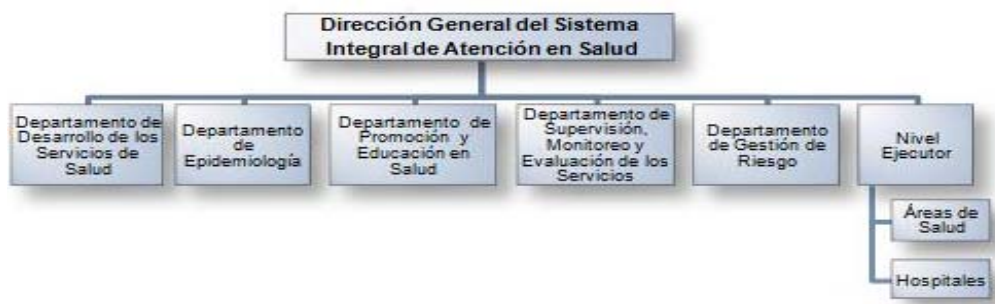 Dirección General del Sistema
Integral de Atención en Salud
Departamento de
Desarrollo de los
Servicios de
Salud
Departamento
de
Epidemiología
Departamento de
Promoción y
Educación en
Salud
Departamento de
Supervisión,
Monitoreo y
Evaluación de los
Servicios
Departamento
de Gestión de
Riesgo
Nivel
Ejecutor
Áreas de
Salud
Hospitales